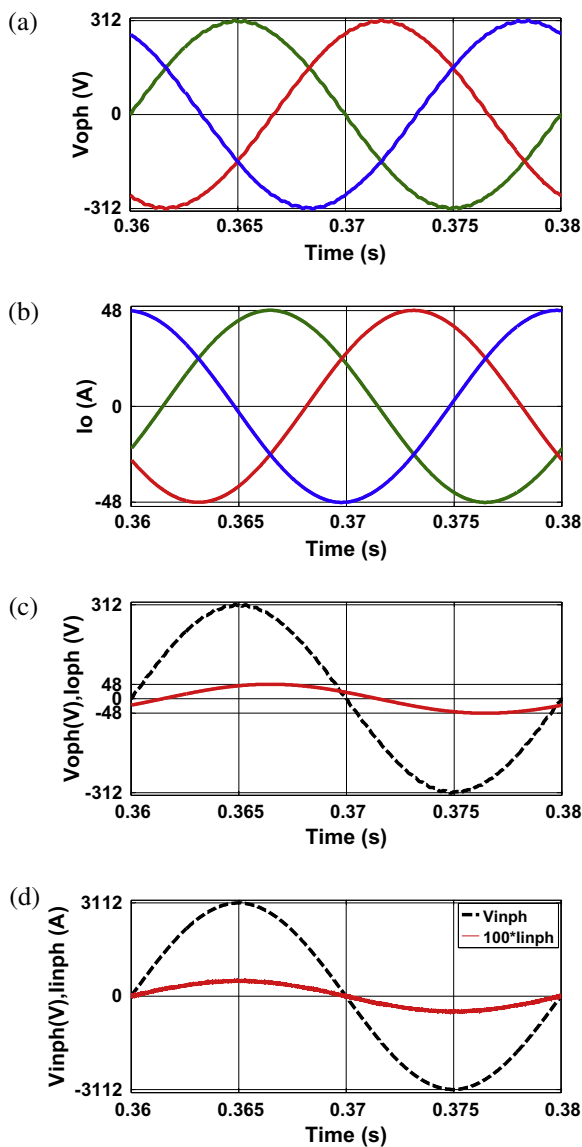 (a)
Voph (V)
312
0
-312
0.36 0.365 0.37 0.375 0.38
Time (s)
(b)
Io (A)
48
0
-48
0.36 0.365 0.37 0.375 0.38
Time (s)
(c)
Voph(V),Ioph (V)
312
48
0
-48
-312
0.36 0.365 0.37 0.375 0.38
Time (s)
(d)
Vinph(V),Iinph (A)
3112
0
-3112
Vinph
100*Iinph
0.36 0.365 0.37 0.375 0.38
Time (s)